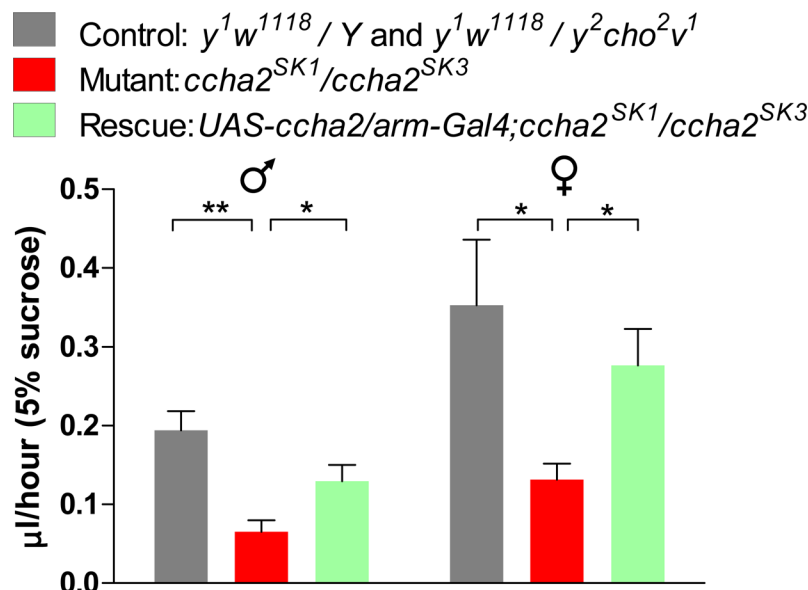 Control: y¹w¹¹¹⁸ / Y and y¹w¹¹¹⁸ / y²cho²v¹
Mutant:ccha2ˢᴷ¹/ccha2ˢᴷ³
Rescue:UAS-ccha2/arm-Gal4;ccha2ˢᴷ¹/ccha2ˢᴷ³
♂ ♀
** * * *
µl/hour (5% sucrose)
0.5
0.4
0.3
0.2
0.1
0.0